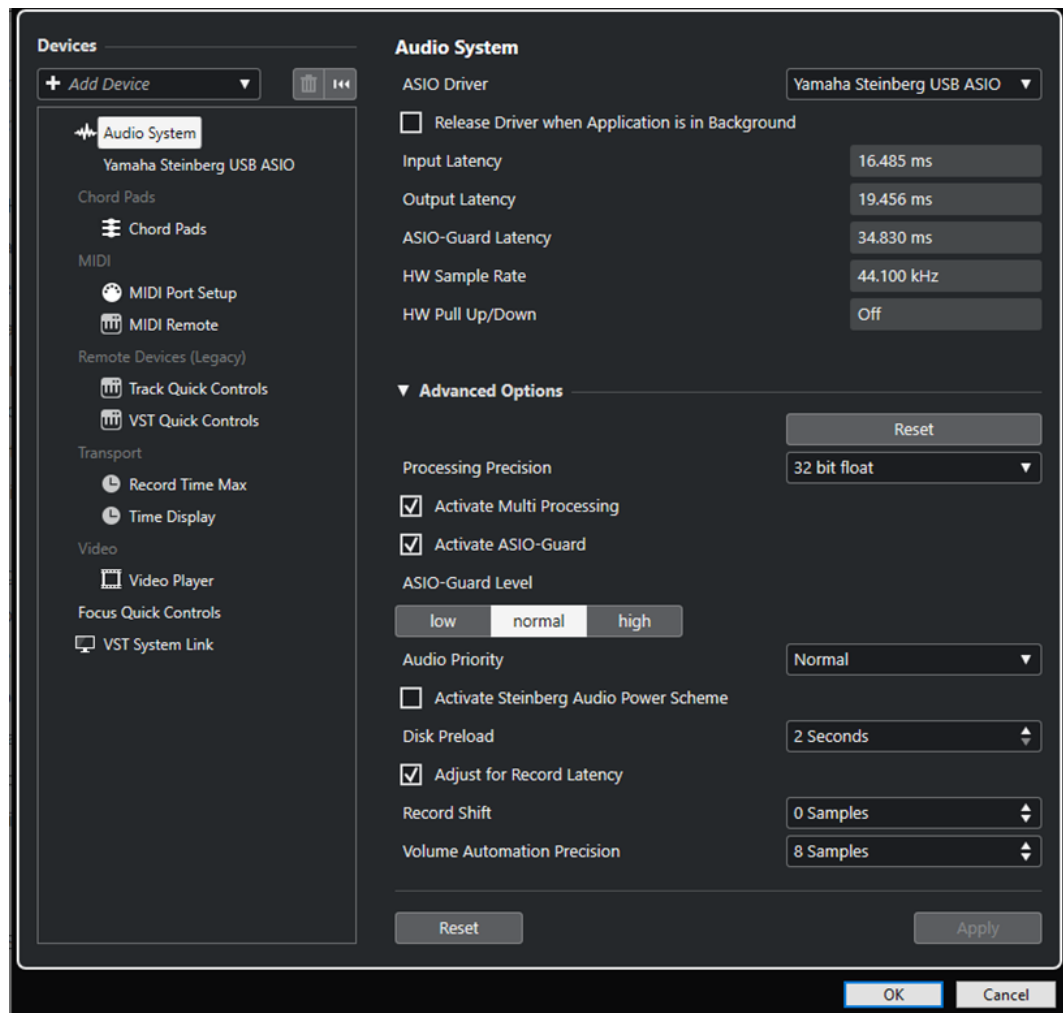 Devices
+ Add Device
Audio System
Yamaha Steinberg USB ASIO
Chord Pads
Chord Pads
MIDI
MIDI Port Setup
MIDI Remote
Remote Devices (Legacy)
Track Quick Controls
VST Quick Controls
Transport
Record Time Max
Time Display
Video
Video Player
Focus Quick Controls
VST System Link
Audio System
ASIO Driver Yamaha Steinberg USB ASIO
Release Driver when Application is in Background
Input Latency 16.485 ms
Output Latency 19.456 ms
ASIO-Guard Latency 34.830 ms
HW Sample Rate 44.100 kHz
HW Pull Up/Down Off
Advanced Options
Reset
Processing Precision 32 bit float
Activate Multi Processing
Activate ASIO-Guard
ASIO-Guard Level
low normal high
Audio Priority Normal
Activate Steinberg Audio Power Scheme
Disk Preload 2 Seconds
Adjust for Record Latency
Record Shift 0 Samples
Volume Automation Precision 8 Samples
Reset Apply
OK Cancel